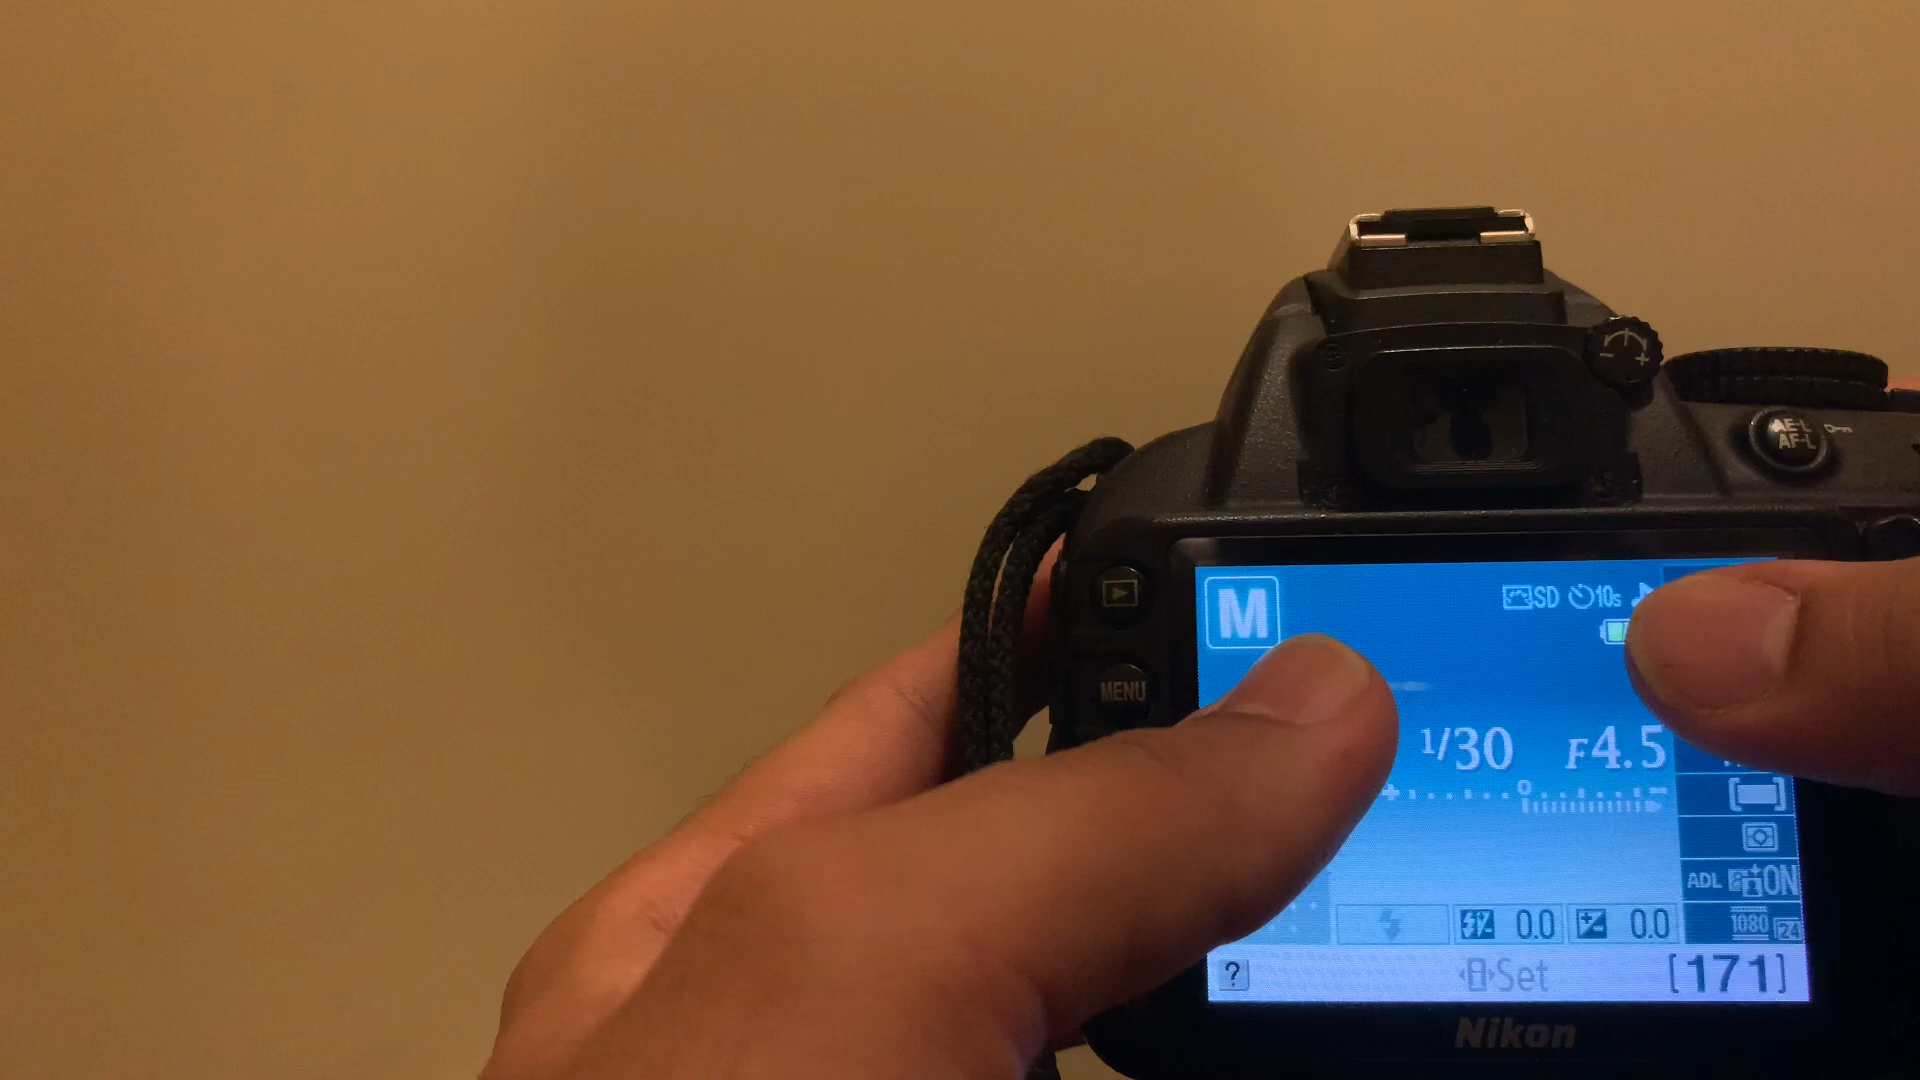 AE-L
AF-L
M
SD 10s
MENU
1/30 F4.5
ADL ON
0.0 0.0
1080 24
? Set [171]
Nikon